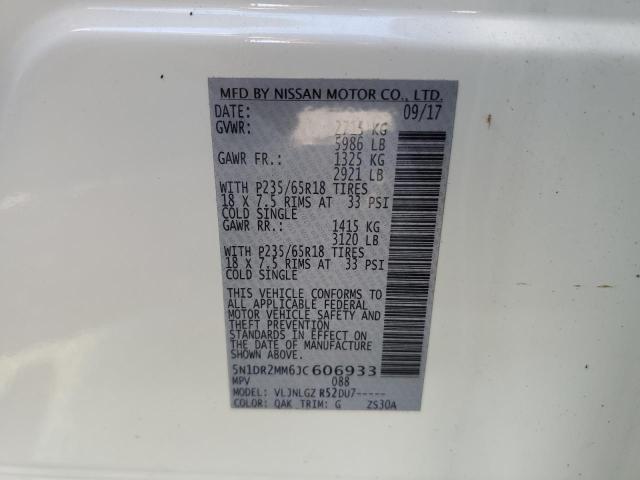 MFD BY NISSAN MOTOR CO., LTD.
DATE: 09/17
GVWR: 2715 KG
5986 LB
GAWR FR.: 1325 KG
2921 LB
WITH P235/65R18 TIRES
18 X 7.5 RIMS AT 33 PSI
COLD SINGLE
GAWR RR.: 1415 KG
3120 LB
WITH P235/65R18 TIRES
18 X 7.5 RIMS AT 33 PSI
COLD SINGLE
THIS VEHICLE CONFORMS TO
ALL APPLICABLE FEDERAL
MOTOR VEHICLE SAFETY AND
THEFT PREVENTION
STANDARDS IN EFFECT ON
THE DATE OF MANUFACTURE
SHOWN ABOVE.
5N1DR2MM6JC606933
MPV 088
MODEL: VLJNLGZ R52DU7-----
COLOR: QAK TRIM: G ZS30A